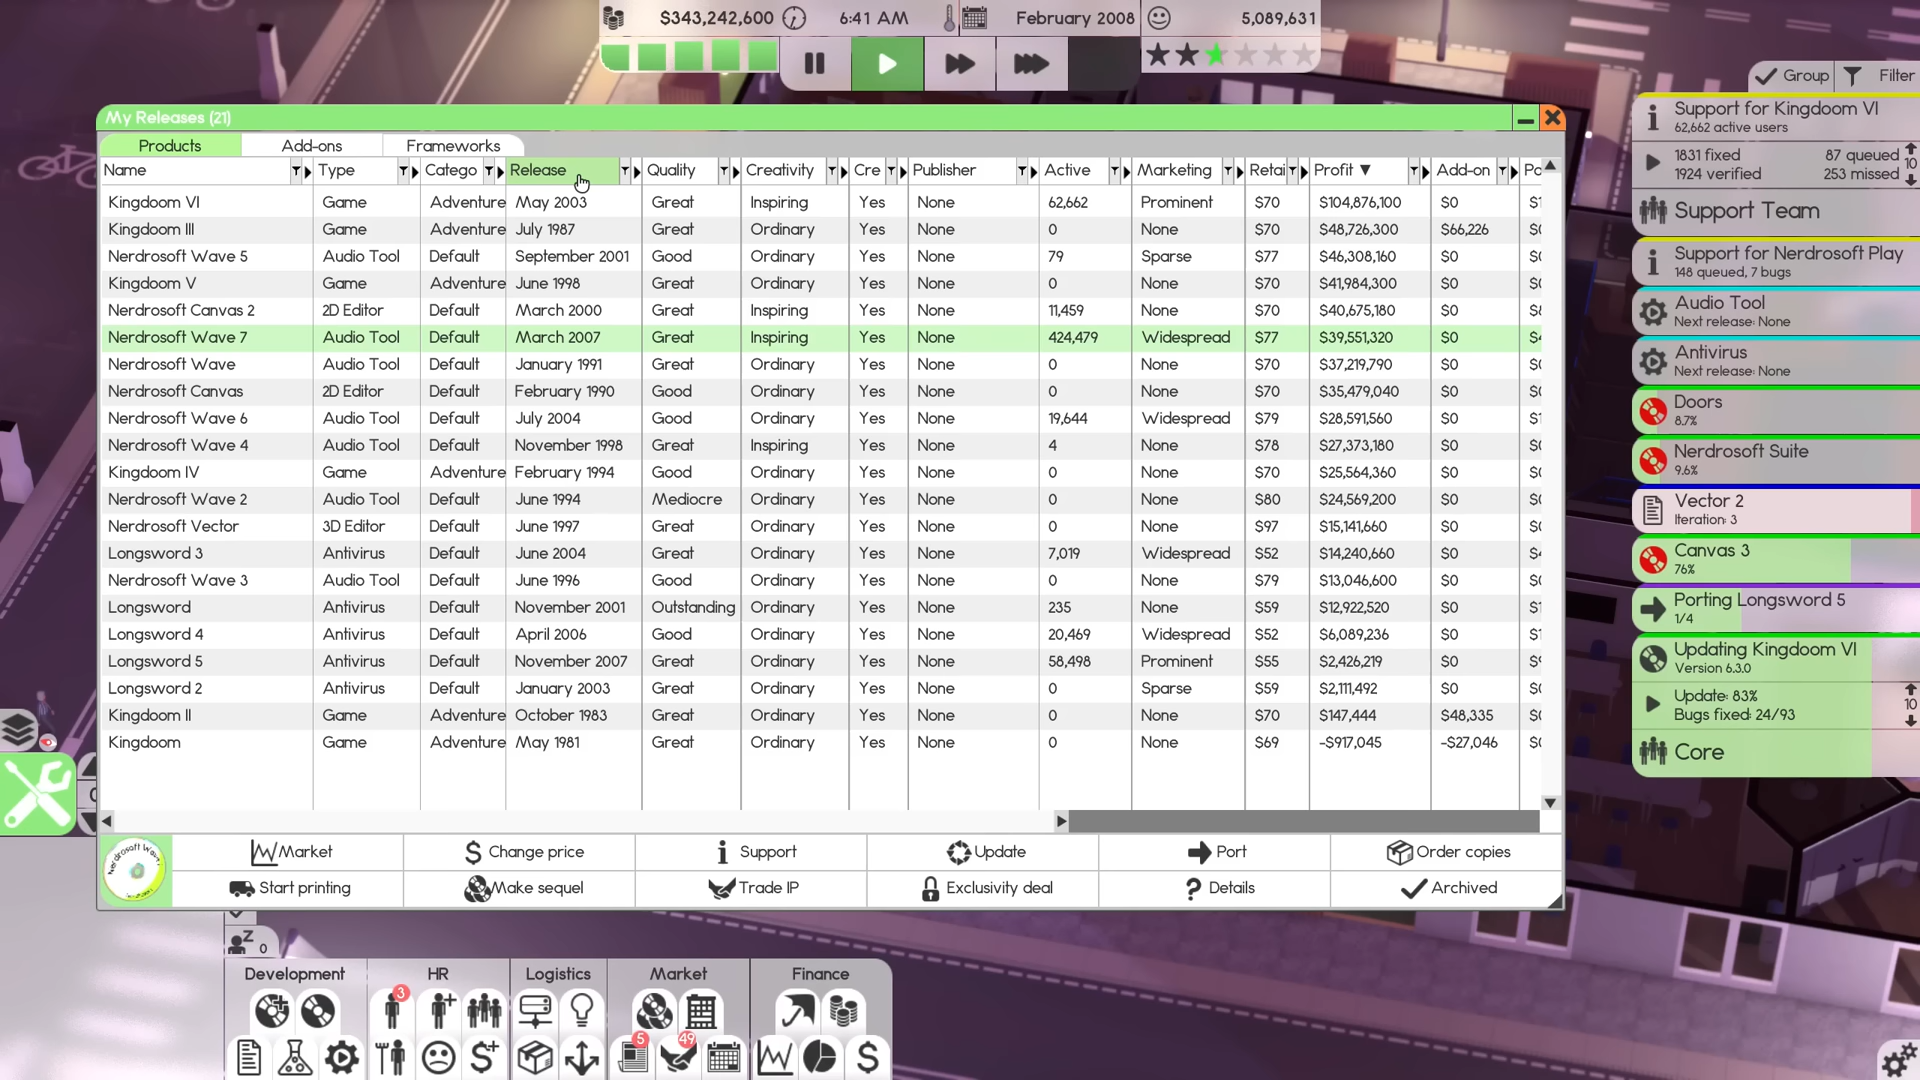 $343,242,600 6:41 AM February 2008 5,089,631
Group Filter
My Releases (21)
Products Add-ons Frameworks
Name Type Catego Release Quality Creativity Cre Publisher Active Marketing Retai Profit ▼ Add-on Po
Kingdoom VI Game Adventure May 2003 Great Inspiring Yes None 62,662 Prominent $70 $104,876,100 $0
Kingdoom III Game Adventure July 1987 Great Ordinary Yes None 0 None $70 $48,726,300 $66,226
Nerdrosoft Wave 5 Audio Tool Default September 2001 Good Ordinary Yes None 79 Sparse $77 $46,308,160 $0
Kingdoom V Game Adventure June 1998 Great Ordinary Yes None 0 None $70 $41,984,300 $0
Nerdrosoft Canvas 2 2D Editor Default March 2000 Great Inspiring Yes None 11,459 None $70 $40,675,180 $0
Nerdrosoft Wave 7 Audio Tool Default March 2007 Great Inspiring Yes None 424,479 Widespread $77 $39,551,320 $0
Nerdrosoft Wave Audio Tool Default January 1991 Great Ordinary Yes None 0 None $70 $37,219,790 $0
Nerdrosoft Canvas 2D Editor Default February 1990 Good Ordinary Yes None 0 None $70 $35,479,040 $0
Nerdrosoft Wave 6 Audio Tool Default July 2004 Good Ordinary Yes None 19,644 Widespread $79 $28,591,560 $0
Nerdrosoft Wave 4 Audio Tool Default November 1998 Great Inspiring Yes None 4 None $78 $27,373,180 $0
Kingdoom IV Game Adventure February 1994 Good Ordinary Yes None 0 None $70 $25,564,360 $0
Nerdrosoft Wave 2 Audio Tool Default June 1994 Mediocre Ordinary Yes None 0 None $80 $24,569,200 $0
Nerdrosoft Vector 3D Editor Default June 1997 Great Ordinary Yes None 0 None $97 $15,141,660 $0
Longsword 3 Antivirus Default June 2004 Great Ordinary Yes None 7,019 Widespread $52 $14,240,660 $0
Nerdrosoft Wave 3 Audio Tool Default June 1996 Good Ordinary Yes None 0 None $79 $13,046,600 $0
Longsword Antivirus Default November 2001 Outstanding Ordinary Yes None 235 None $59 $12,922,520 $0
Longsword 4 Antivirus Default April 2006 Good Ordinary Yes None 20,469 Widespread $52 $6,089,236 $0
Longsword 5 Antivirus Default November 2007 Great Ordinary Yes None 58,498 Prominent $55 $2,426,219 $0
Longsword 2 Antivirus Default January 2003 Great Ordinary Yes None 0 Sparse $59 $2,111,492 $0
Kingdoom II Game Adventure October 1983 Great Ordinary Yes None 0 None $70 $147,444 $48,335
Kingdoom Game Adventure May 1981 Great Ordinary Yes None 0 None $69 -$917,045 -$27,046
Market Change price Support Update Port Order copies
Start printing Make sequel Trade IP Exclusivity deal Details Archived
Support for Kingdoom VI
62,662 active users
1831 fixed 87 queued
1924 verified 253 missed
10
Support Team
Support for Nerdrosoft Play
148 queued, 7 bugs
Audio Tool
Next release: None
Antivirus
Next release: None
Doors
8.7%
Nerdrosoft Suite
9.6%
Vector 2
Iteration: 3
Canvas 3
76%
Porting Longsword 5
1/4
Updating Kingdoom VI
Version 6.3.0
Update: 83%
Bugs fixed: 24/93
10
Core
Z 0
Development HR Logistics Market Finance
3
5 49